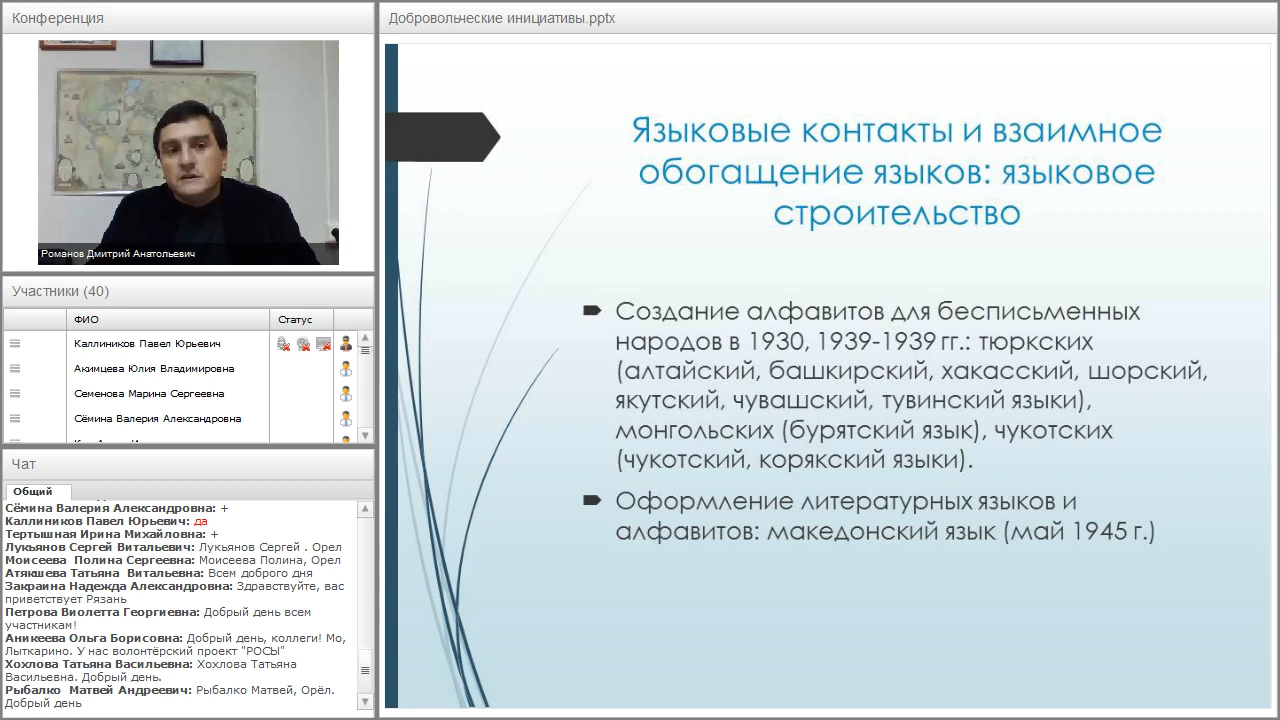 Конференция
Романов Дмитрий Анатольевич
Участники (40)
ФИО
Статус
Каллиников Павел Юрьевич
Акимцева Юлия Владимировна
Семенова Марина Сергеевна
Сёмина Валерия Александровна
Чат
Общий
Сёмина Валерия Александровна: +
Каллиников Павел Юрьевич: да
Тертышная Ирина Михайловна: +
Лукьянов Сергей Витальевич: Лукьянов Сергей . Орел
Моисеева Полина Сергеевна: Моисеева Полина, Орел
Атякшева Татьяна Витальевна: Всем доброго дня
Закраина Надежда Александровна: Здравствуйте, вас
приветствует Рязань
Петрова Виолетта Георгиевна: Добрый день всем
участникам!
Аникеева Ольга Борисовна: Добрый день, коллеги! Мо,
Лыткарино. У нас волонтёрский проект "РОСЫ"
Хохлова Татьяна Васильевна: Хохлова Татьяна
Васильевна. Добрый день.
Рыбалко Матвей Андреевич: Рыбалко Матвей, Орёл.
Добрый день
Добровольческие инициативы.pptx
Языковые контакты и взаимное
обогащение языков: языковое
строительство
Создание алфавитов для бесписьменных
народов в 1930, 1939-1939 гг.: тюркских
(алтайский, башкирский, хакасский, шорский,
якутский, чувашский, тувинский языки),
монгольских (бурятский язык), чукотских
(чукотский, корякский языки).
Оформление литературных языков и
алфавитов: македонский язык (май 1945 г.)